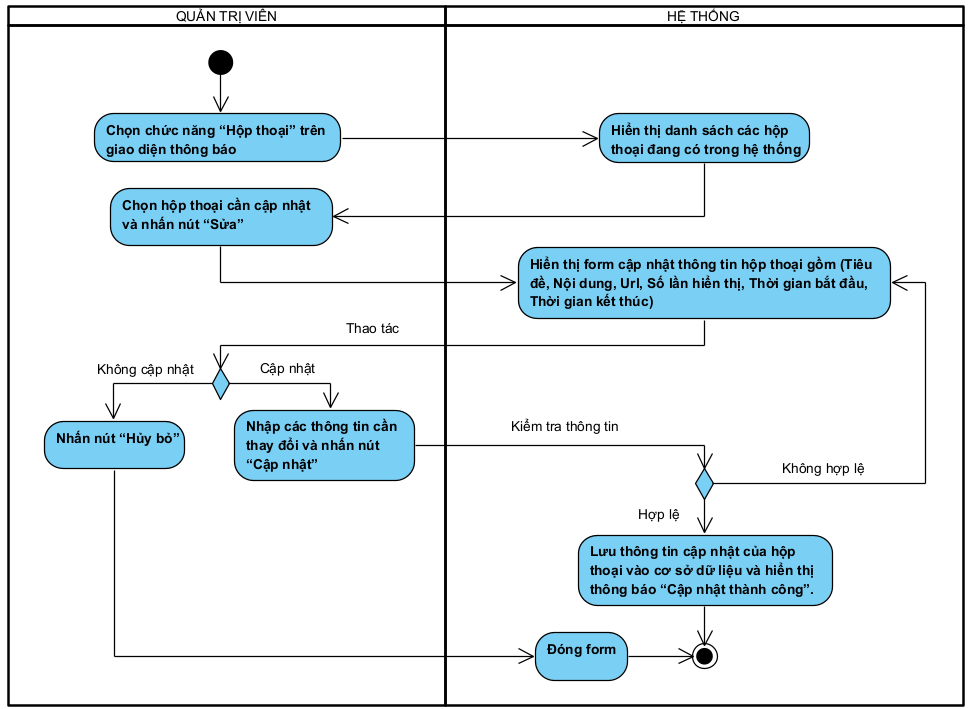 QUẢN TRỊ VIÊN
HỆ THỐNG
Chọn chức năng “Hộp thoại” trên
giao diện thông báo
Hiển thị danh sách các hộp
thoại đang có trong hệ thống
Chọn hộp thoại cần cập nhật
và nhấn nút “Sửa”
Hiển thị form cập nhật thông tin hộp thoại gồm (Tiêu
đề, Nội dung, Url, Số lần hiển thị, Thời gian bắt đầu,
Thời gian kết thúc)
Thao tác
Không cập nhật
Cập nhật
Nhấn nút “Hủy bỏ”
Nhập các thông tin cần
thay đổi và nhấn nút
“Cập nhật”
Kiểm tra thông tin
Không hợp lệ
Hợp lệ
Lưu thông tin cập nhật của hộp
thoại vào cơ sở dữ liệu và hiển thị
thông báo “Cập nhật thành công”.
Đóng form